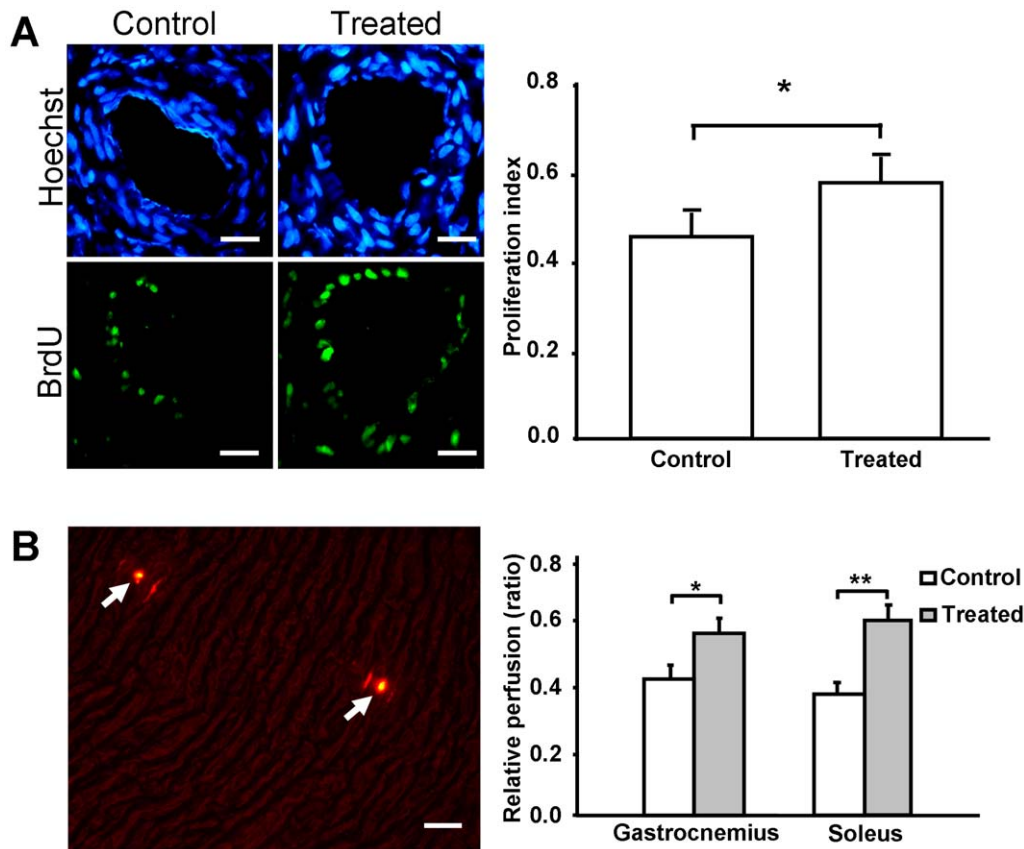 A
Control
Treated
Hoechst
BrdU
Proliferation index
0.8
0.6
0.4
0.2
0.0
*
Control
Treated
B
Relative perfusion (ratio)
0.8
0.6
0.4
0.2
0.0
*
**
Control
Treated
Gastrocnemius
Soleus